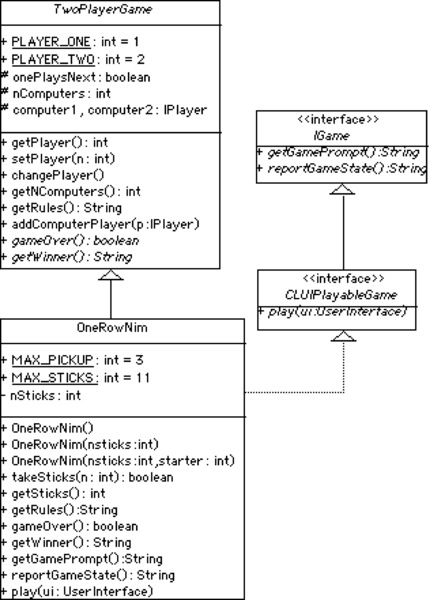 TwoPlayerGame
+ PLAYER_ONE : int = 1
+ PLAYER_TWO : int = 2
# onePlaysNext: boolean
# nComputers: int
# computer1, computer2: IPlayer
+ getPlayer(): int
+ setPlayer(n: int)
+ changePlayer()
+ getNComputers(): int
+ getRules(): String
+ addComputerPlayer(p:IPlayer)
+ gameOver(): boolean
+ getWinner(): String
<<interface>>
IGame
+ getGamePrompt():String
+ reportGameState():String
<<interface>>
CLUIPlayableGame
+ play(ui:UserInterface)
OneRowNim
+ MAX_PICKUP : int = 3
+ MAX_STICKS : int = 11
- nSticks: int
+ OneRowNim()
+ OneRowNim(nsticks:int)
+ OneRowNim(nsticks:int,starter: int)
+ takeSticks(n: int): boolean
+ getSticks(): int
+ getRules():String
+ gameOver(): boolean
+ getWinner(): String
+ getGamePrompt():String
+ reportGameState(): String
+ play(ui: UserInterface)